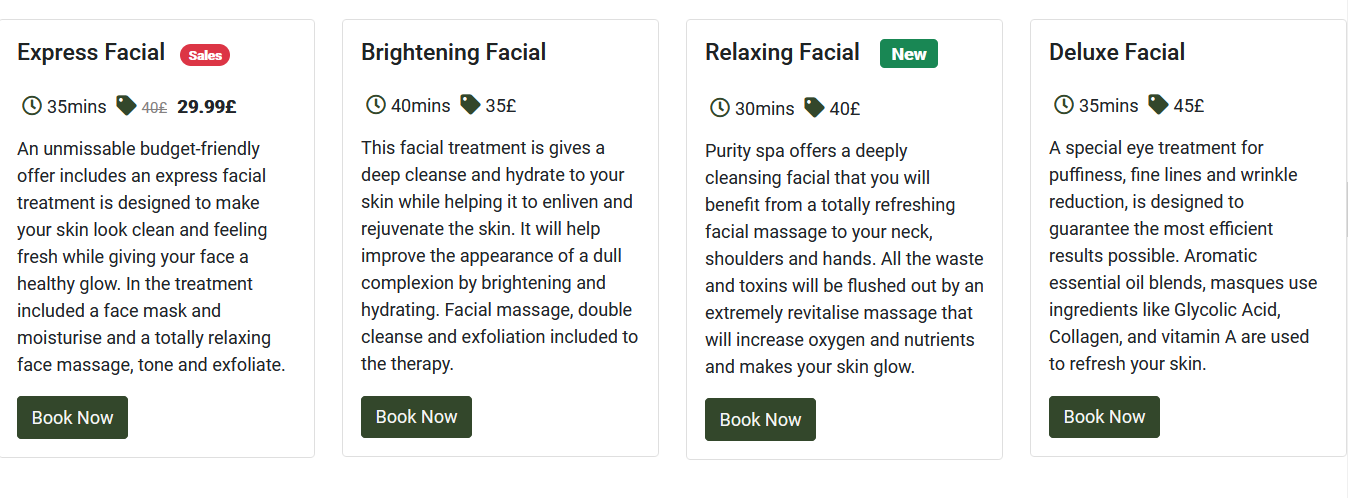 Express Facial Sales
35mins 40£ 29.99£
An unmissable budget-friendly
offer includes an express facial
treatment is designed to make
your skin look clean and feeling
fresh while giving your face a
healthy glow. In the treatment
included a face mask and
moisturise and a totally relaxing
face massage, tone and exfoliate.
Book Now
Brightening Facial
40mins 35£
This facial treatment is gives a
deep cleanse and hydrate to your
skin while helping it to enliven and
rejuvenate the skin. It will help
improve the appearance of a dull
complexion by brightening and
hydrating. Facial massage, double
cleanse and exfoliation included to
the therapy.
Book Now
Relaxing Facial New
30mins 40£
Purity spa offers a deeply
cleansing facial that you will
benefit from a totally refreshing
facial massage to your neck,
shoulders and hands. All the waste
and toxins will be flushed out by an
extremely revitalise massage that
will increase oxygen and nutrients
and makes your skin glow.
Book Now
Deluxe Facial
35mins 45£
A special eye treatment for
puffiness, fine lines and wrinkle
reduction, is designed to
guarantee the most efficient
results possible. Aromatic
essential oil blends, masques use
ingredients like Glycolic Acid,
Collagen, and vitamin A are used
to refresh your skin.
Book Now